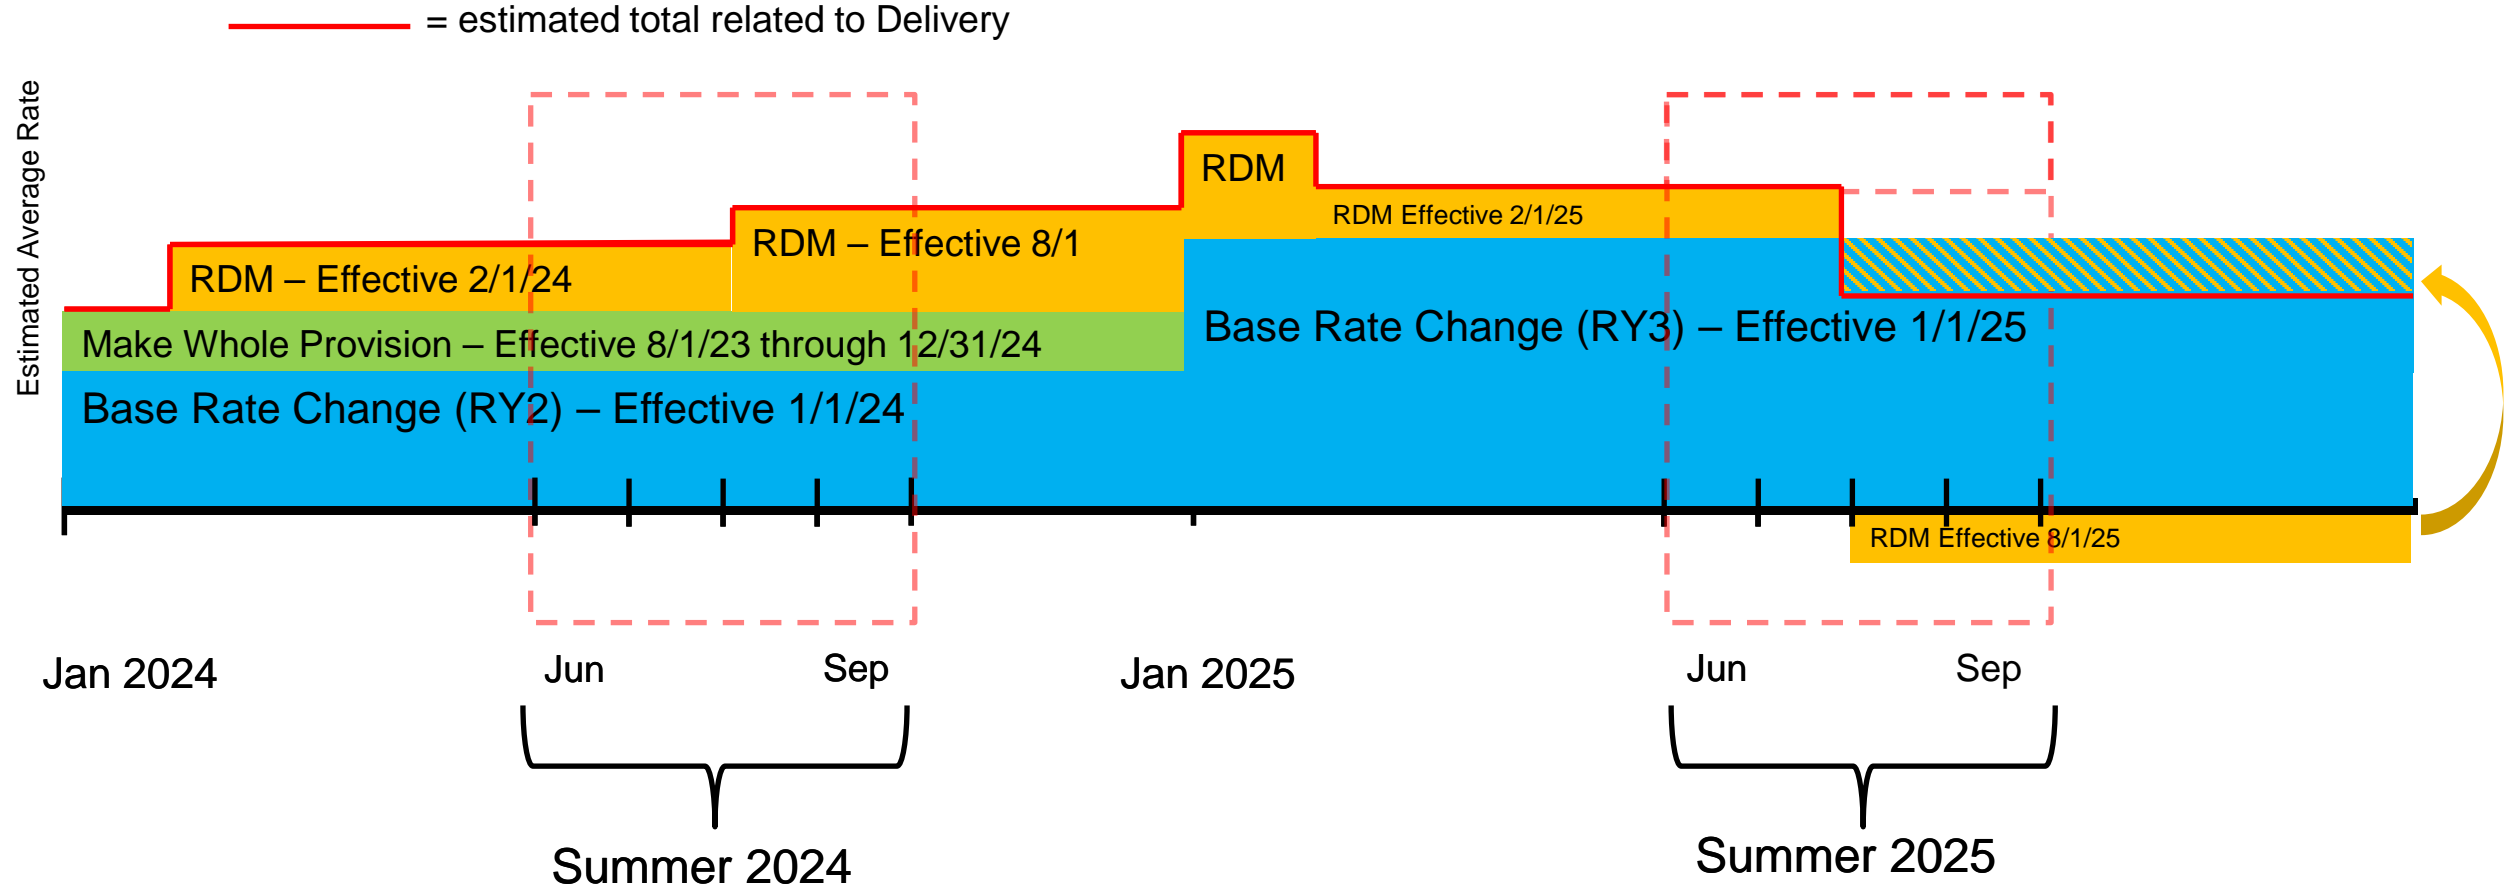 = estimated total related to Delivery
Estimated Average Rate
RDM
RDM Effective 2/1/25
RDM – Effective 8/1
RDM – Effective 2/1/24
Base Rate Change (RY3) – Effective 1/1/25
Make Whole Provision – Effective 8/1/23 through 12/31/24
Base Rate Change (RY2) – Effective 1/1/24
RDM Effective 8/1/25
Jan 2024
Jun
Sep
Jan 2025
Jun
Sep
Summer 2024
Summer 2025